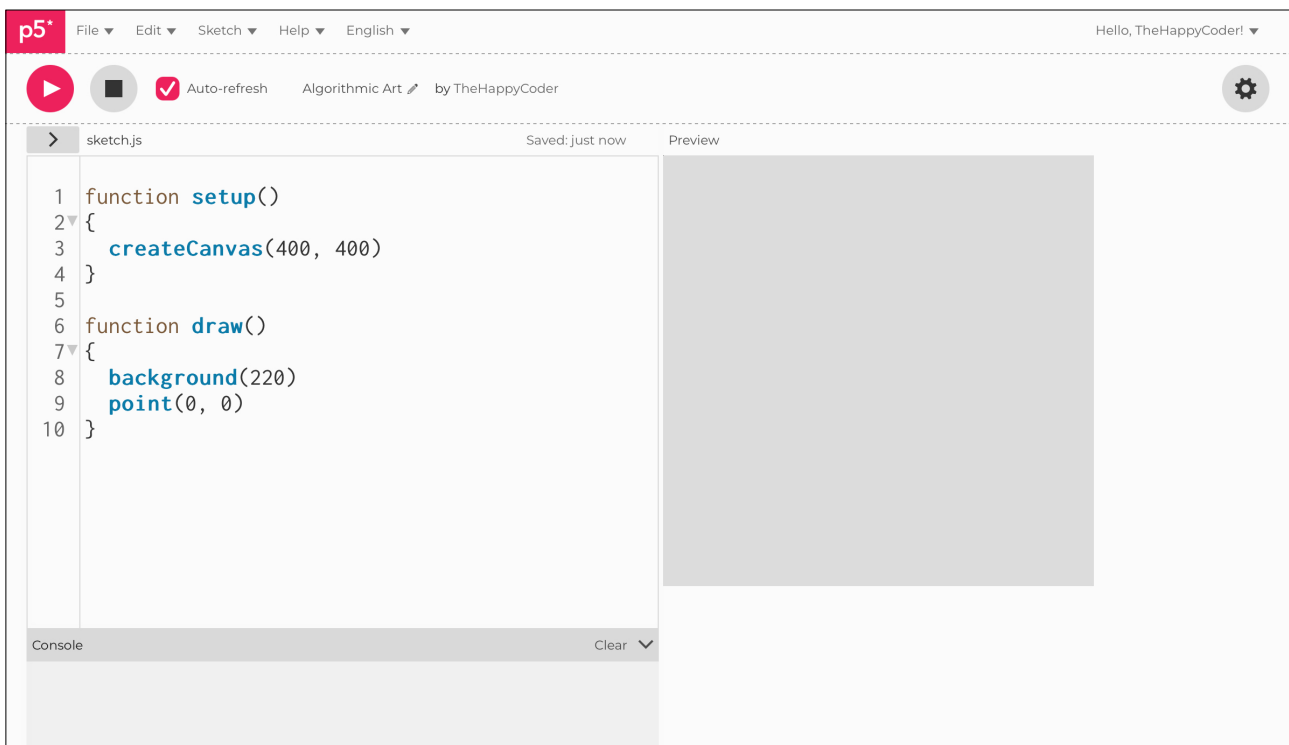 p5* File Edit Sketch Help English Hello, TheHappyCoder!
Auto-refresh Algorithmic Art by TheHappyCoder
sketch.js Saved: just now Preview
1 function setup()
2 {
3 createCanvas(400, 400)
4 }
5
6 function draw()
7 {
8 background(220)
9 point(0, 0)
10 }
Console Clear